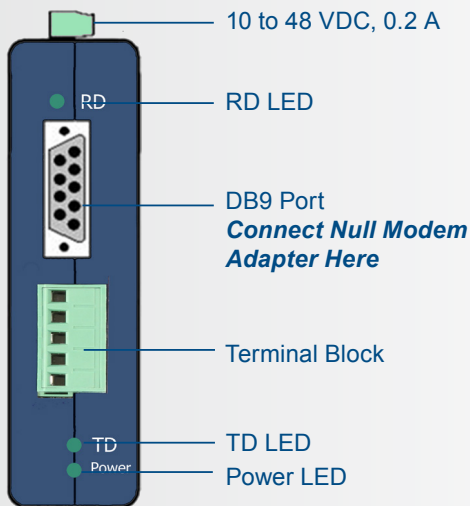 10 to 48 VDC, 0.2 A
RD
RD LED
DB9 Port
Connect Null Modem
Adapter Here
Terminal Block
TD
TD LED
Power
Power LED